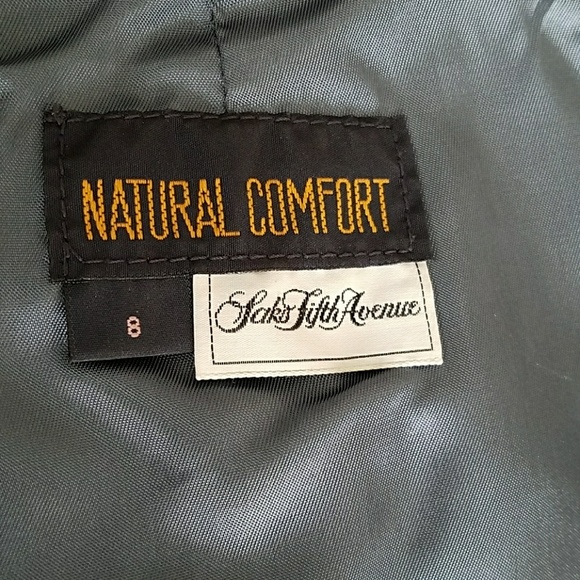 NATURAL COMFORT
8
Saks Fifth Avenue